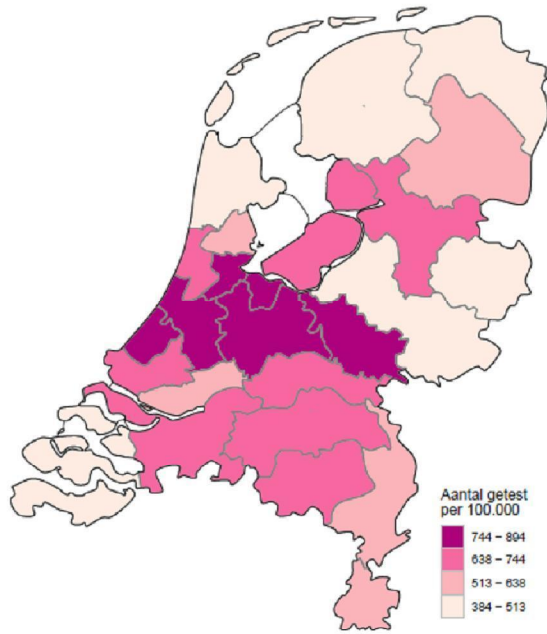 Aantal getest
per 100.000
744 – 894
638 – 744
513 – 638
384 – 513